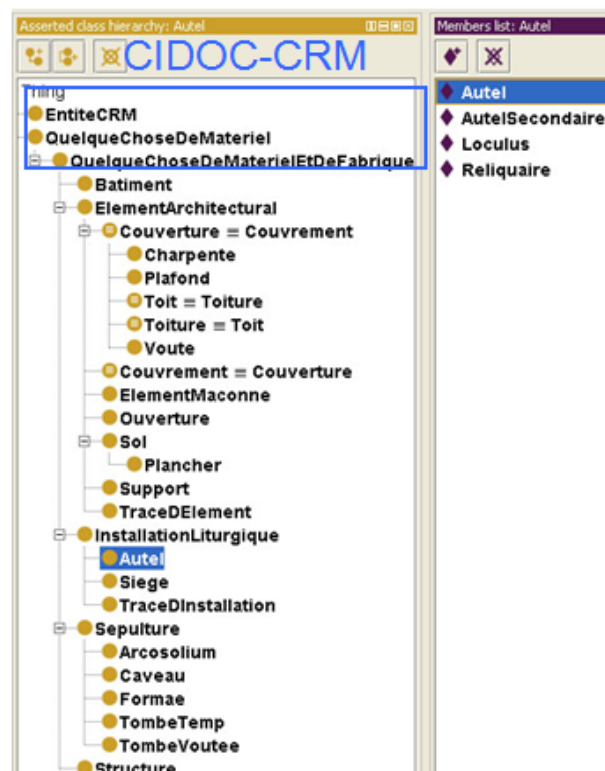 Asserted class hierarchy: Autel
CIDOC-CRM
Thing
EntiteCRM
QuelqueChoseDeMateriel
QuelqueChoseDeMaterielEtDeFabrique
Batiment
ElementArchitectural
Couverture ≡ Couvrement
Charpente
Plafond
Toit ≡ Toiture
Toiture ≡ Toit
Voute
Couvrement ≡ Couverture
ElementMaconne
Ouverture
Sol
Plancher
Support
TraceDElement
InstallationLiturgique
Autel
Siege
TraceDInstallation
Sepulture
Arcosolium
Caveau
Formae
TombeTemp
TombeVoutee
Structure
Members list: Autel
Autel
AutelSecondaire
Loculus
Reliquaire